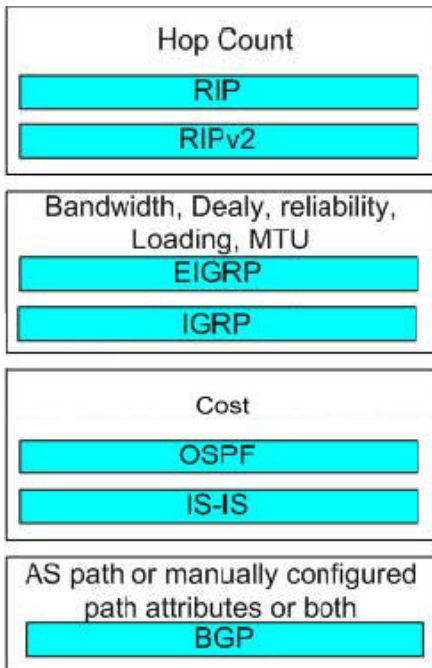 Hop Count
RIP
RIPv2
Bandwidth, Dealy, reliability,
Loading, MTU
EIGRP
IGRP
Cost
OSPF
IS-IS
AS path or manually configured
path attributes or both
BGP